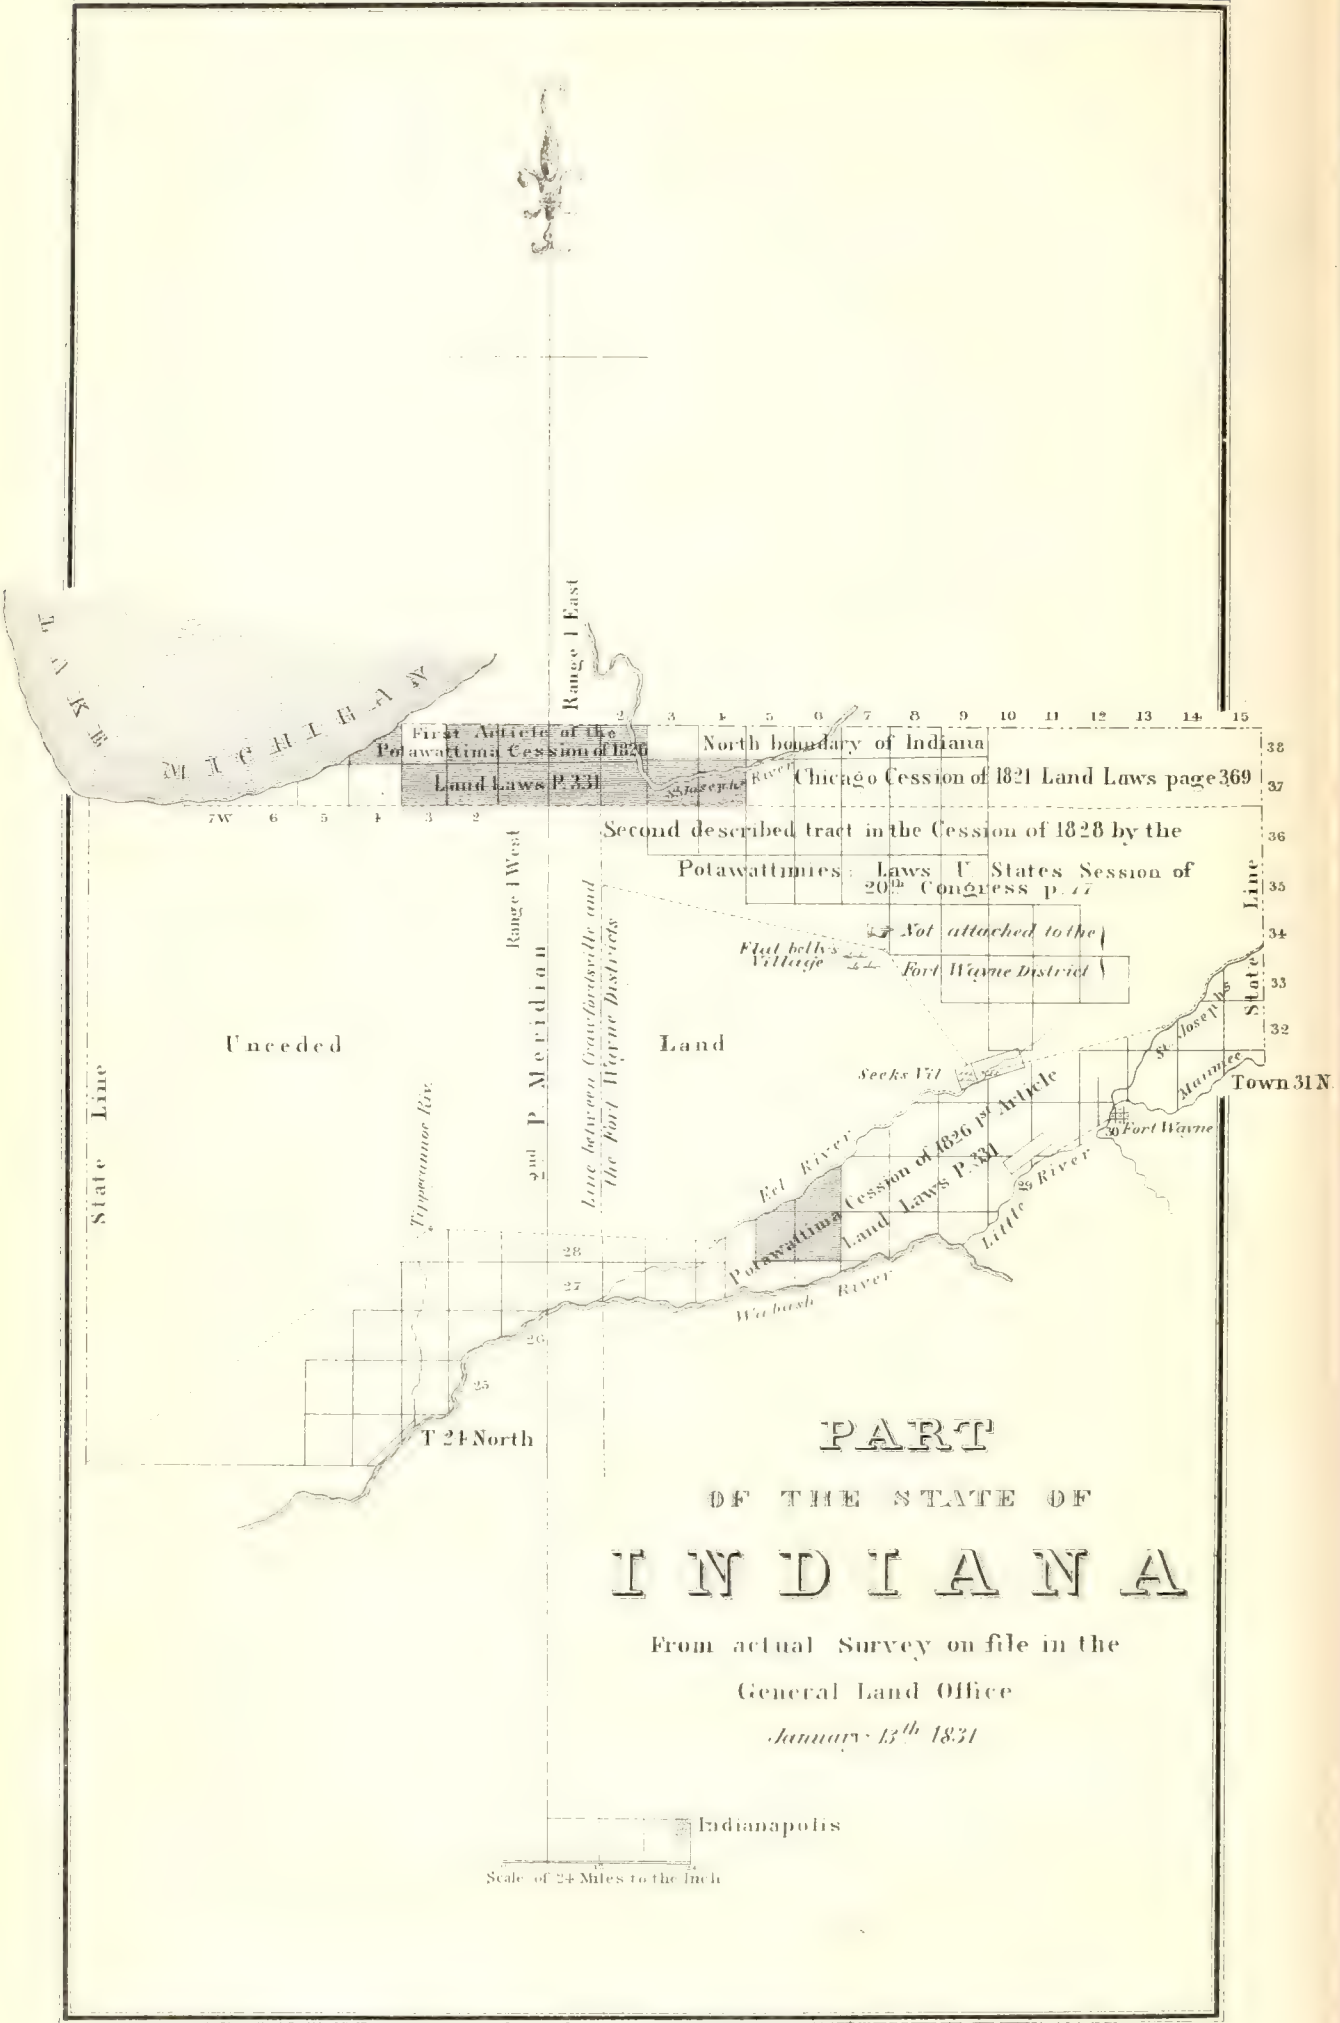 Range 1 East
LAKE
MICHIHAN
2 3 4 5 6 7 8 9 10 11 12 13 14 15
First Article of the
Potawattima Cession of 1826
Land Laws P. 331
North boundary of Indiana
38
St Josephs River
Chicago Cession of 1821 Land Laws page 369
37
7W 6 5 4 3 2
Second described tract in the Cession of 1828 by the
36
Potawattimies: Laws U States Session of
20th Congress p.
35
Range 1 West
Line between Crawfordsville and
the Fort Wayne Districts
State Line
34
Not attached to the
Fort Wayne District
Flat bellys
Village
33
32
Unceded Land
2nd P. Meridian
State Line
Tippecannoe Riv.
Seeks Vil
St. Josephs
Maumee
Town 31 N.
30
Fort Wayne
29
Little River
Eel River
Potawattima Cession of 1826 1st Article
Land Laws P. 331
28
27
Wabash River
26
25
T 24 North
PART
OF THE STATE OF
INDIANA
From actual Survey on file in the
General Land Office
January 13th 1831
Indianapolis
12 24
Scale of 24 Miles to the Inch